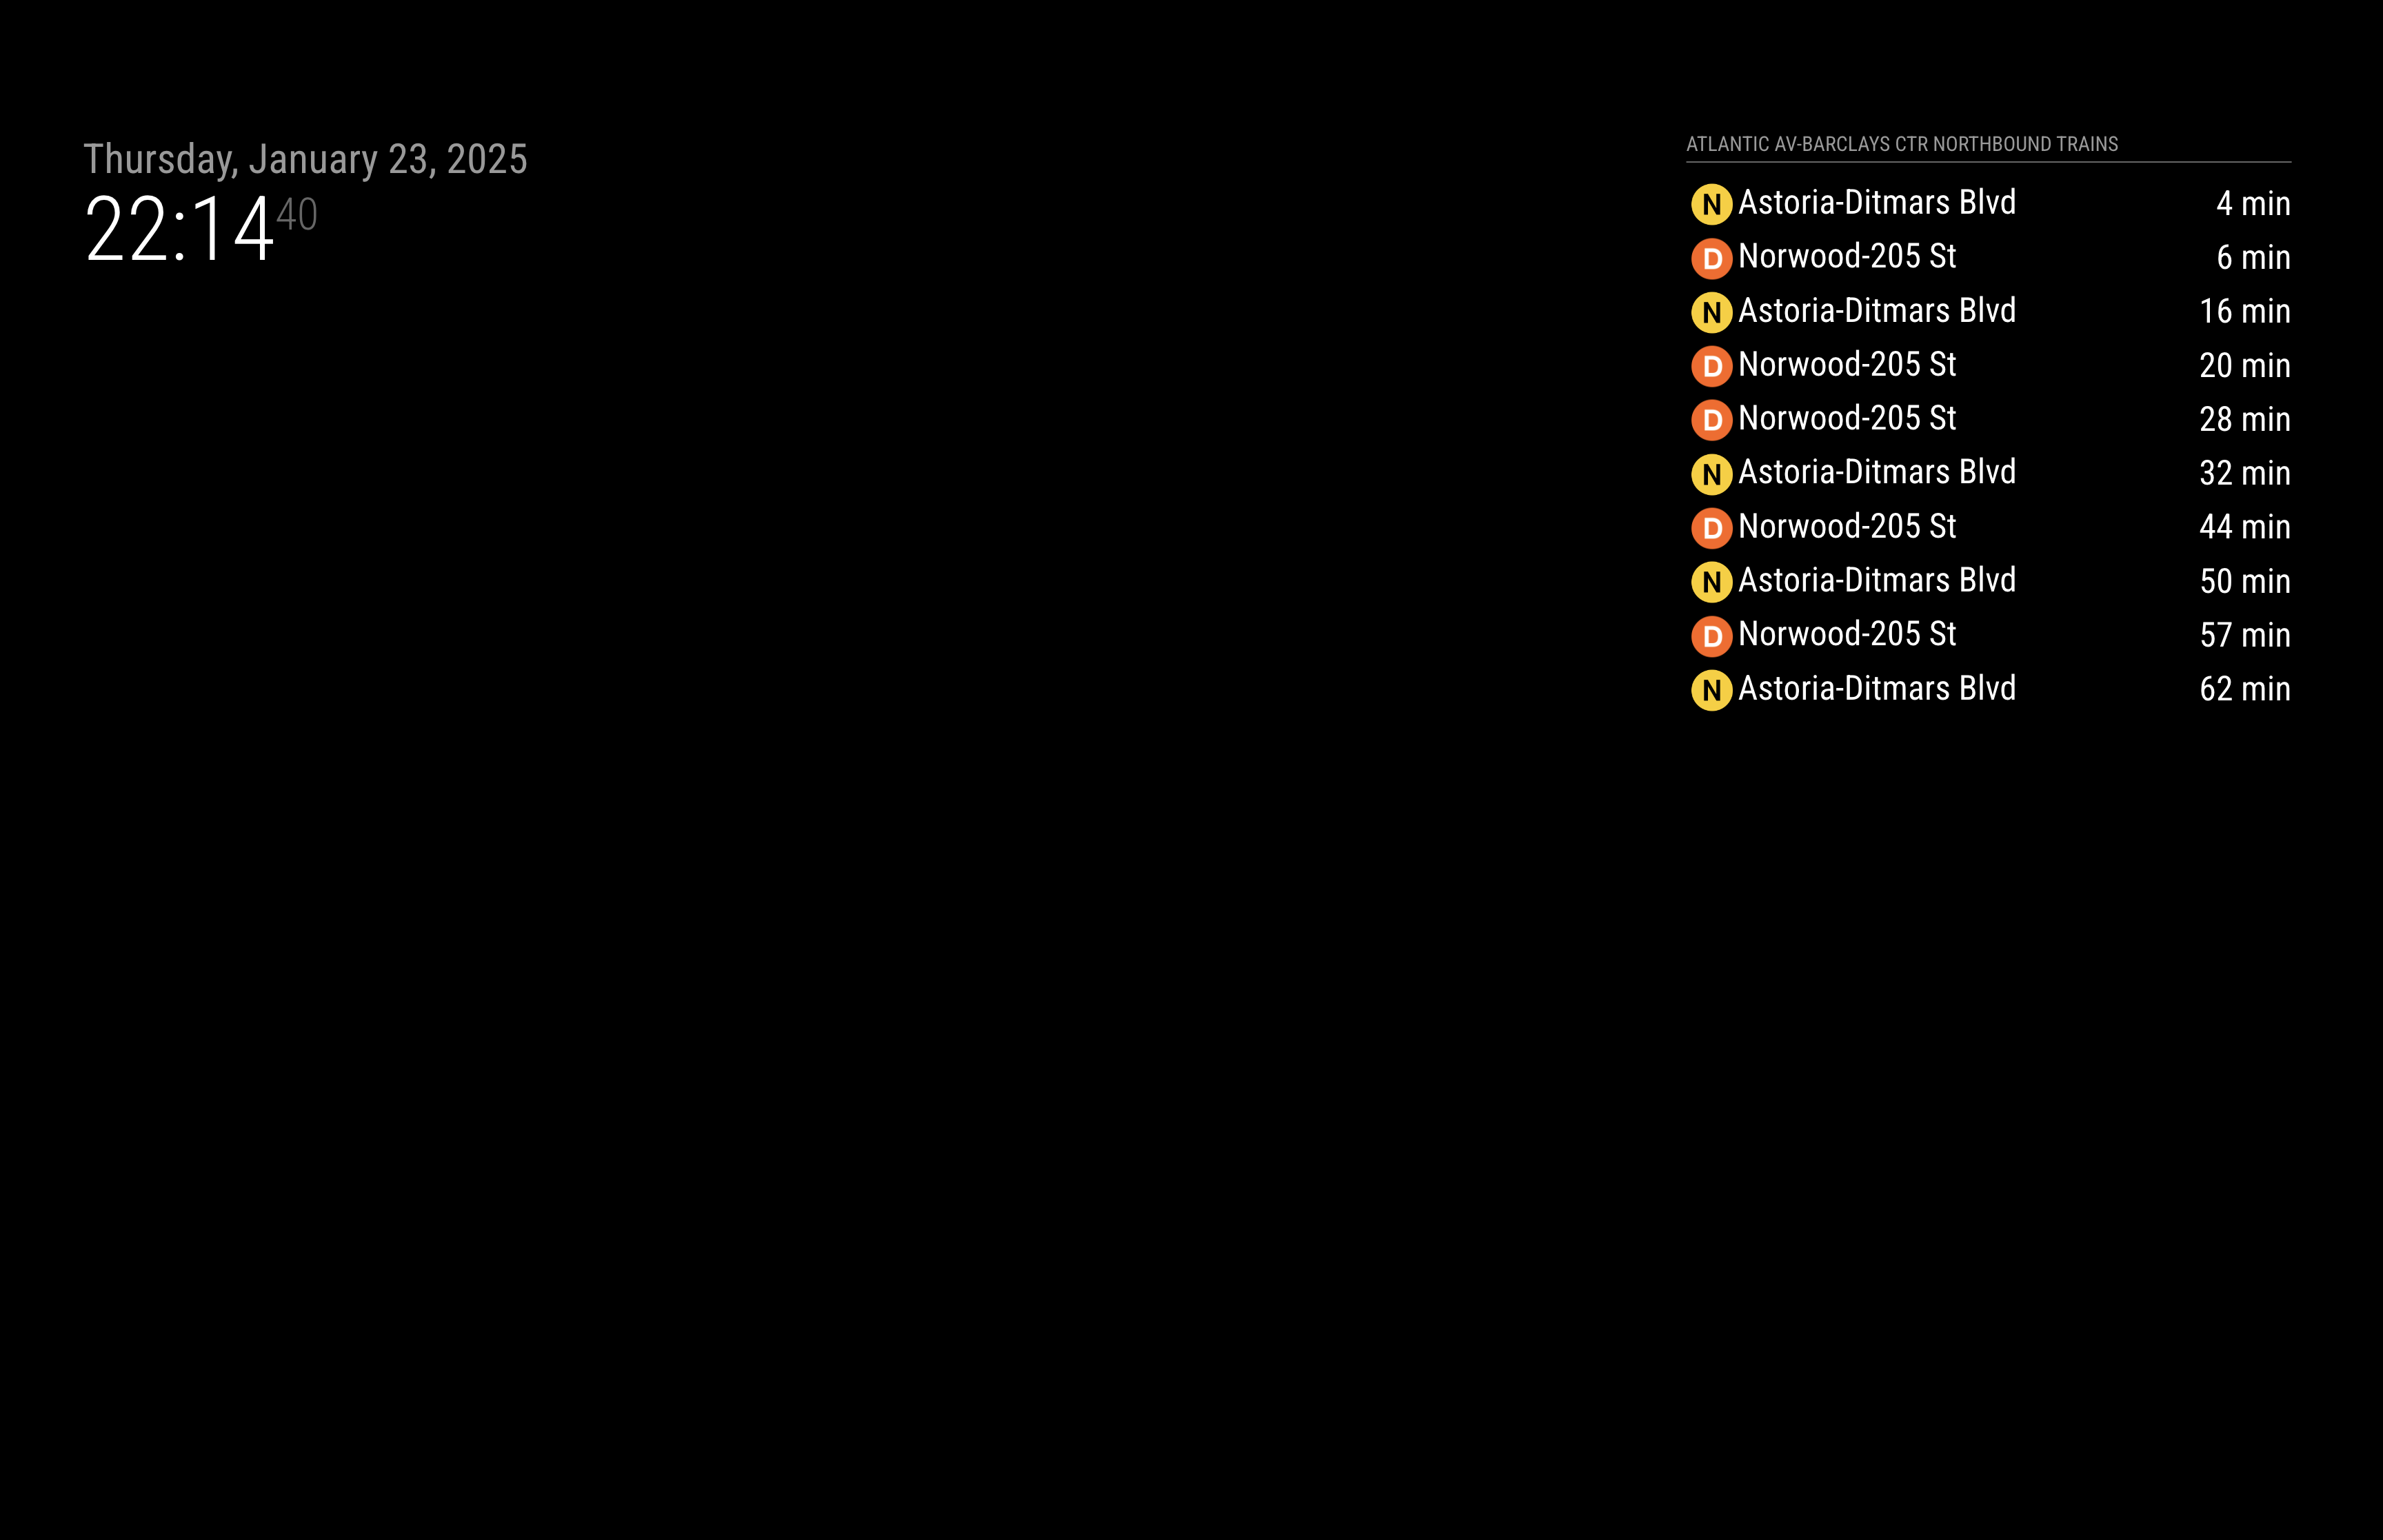 Thursday, January 23, 2025
22:14 40
ATLANTIC AV-BARCLAYS CTR NORTHBOUND TRAINS
N Astoria-Ditmars Blvd 4 min
D Norwood-205 St 6 min
N Astoria-Ditmars Blvd 16 min
D Norwood-205 St 20 min
D Norwood-205 St 28 min
N Astoria-Ditmars Blvd 32 min
D Norwood-205 St 44 min
N Astoria-Ditmars Blvd 50 min
D Norwood-205 St 57 min
N Astoria-Ditmars Blvd 62 min